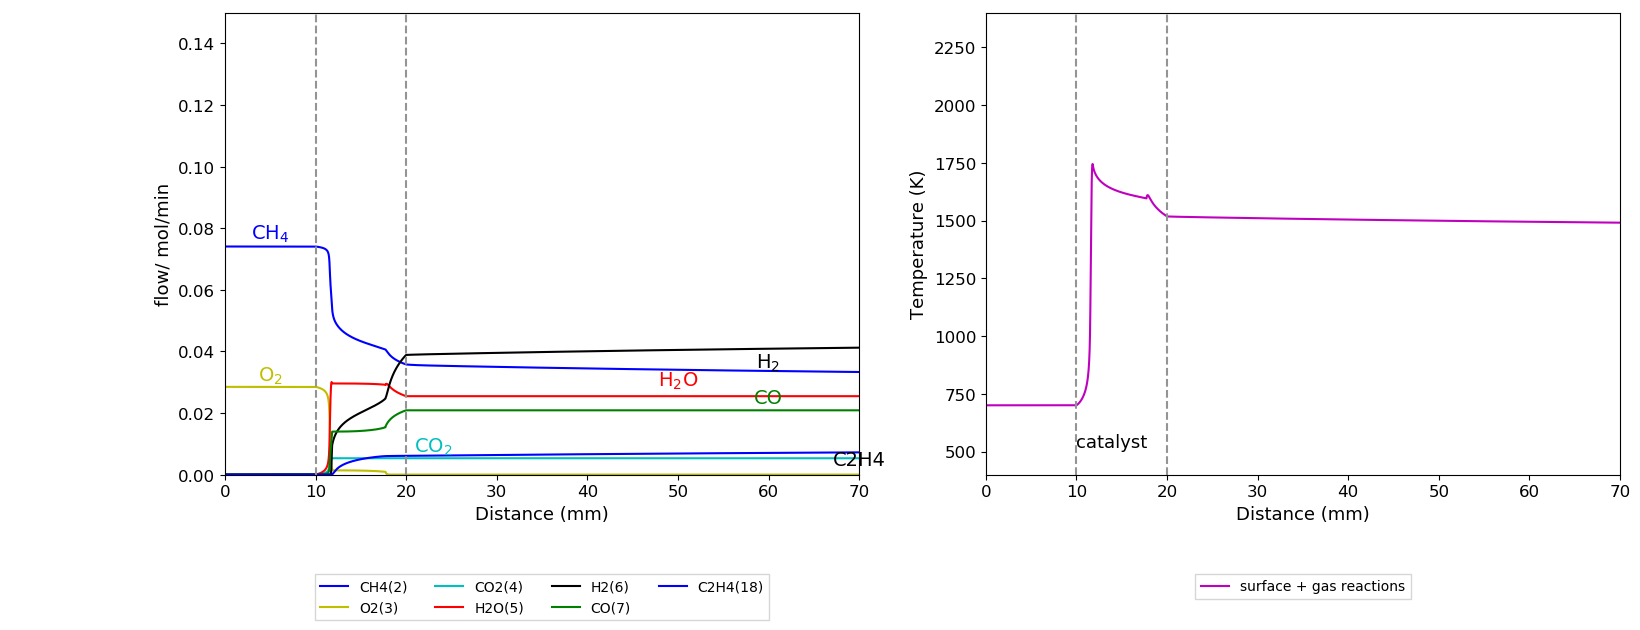 0.14
0.12
0.10
0.08
0.06
0.04
0.02
0.00
flow/ mol/min
CH4
O2
H2
H2O
CO
CO2
C2H4
0 10 20 30 40 50 60 70
Distance (mm)
CH4(2) CO2(4) H2(6) C2H4(18)
O2(3) H2O(5) CO(7)
2250
2000
1750
1500
1250
1000
750
500
Temperature (K)
catalyst
0 10 20 30 40 50 60 70
Distance (mm)
surface + gas reactions